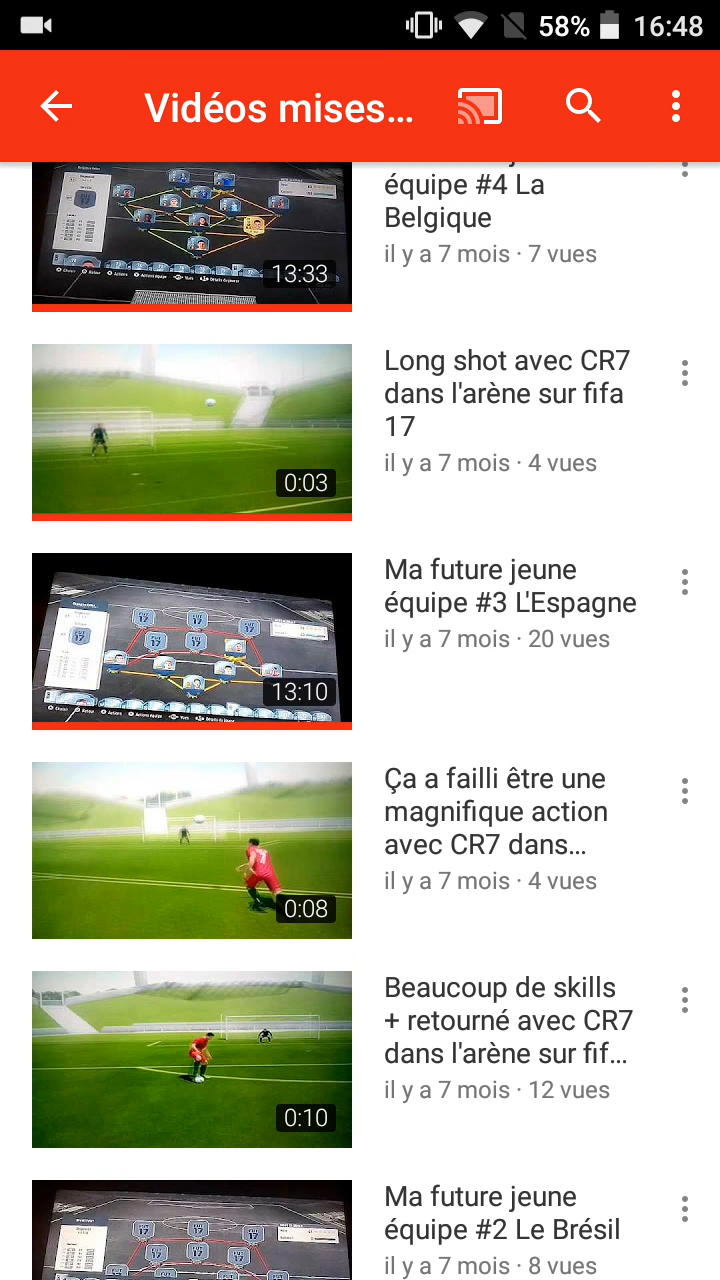 58% 16:48
Vidéos mises...
équipe #4 La
Belgique
il y a 7 mois · 7 vues
13:33
Long shot avec CR7
dans l'arène sur fifa
17
il y a 7 mois · 4 vues
0:03
Ma future jeune
équipe #3 L'Espagne
il y a 7 mois · 20 vues
13:10
Ça a failli être une
magnifique action
avec CR7 dans...
il y a 7 mois · 4 vues
0:08
Beaucoup de skills
+ retourné avec CR7
dans l'arène sur fif...
il y a 7 mois · 12 vues
0:10
Ma future jeune
équipe #2 Le Brésil
il y a 7 mois · 8 vues